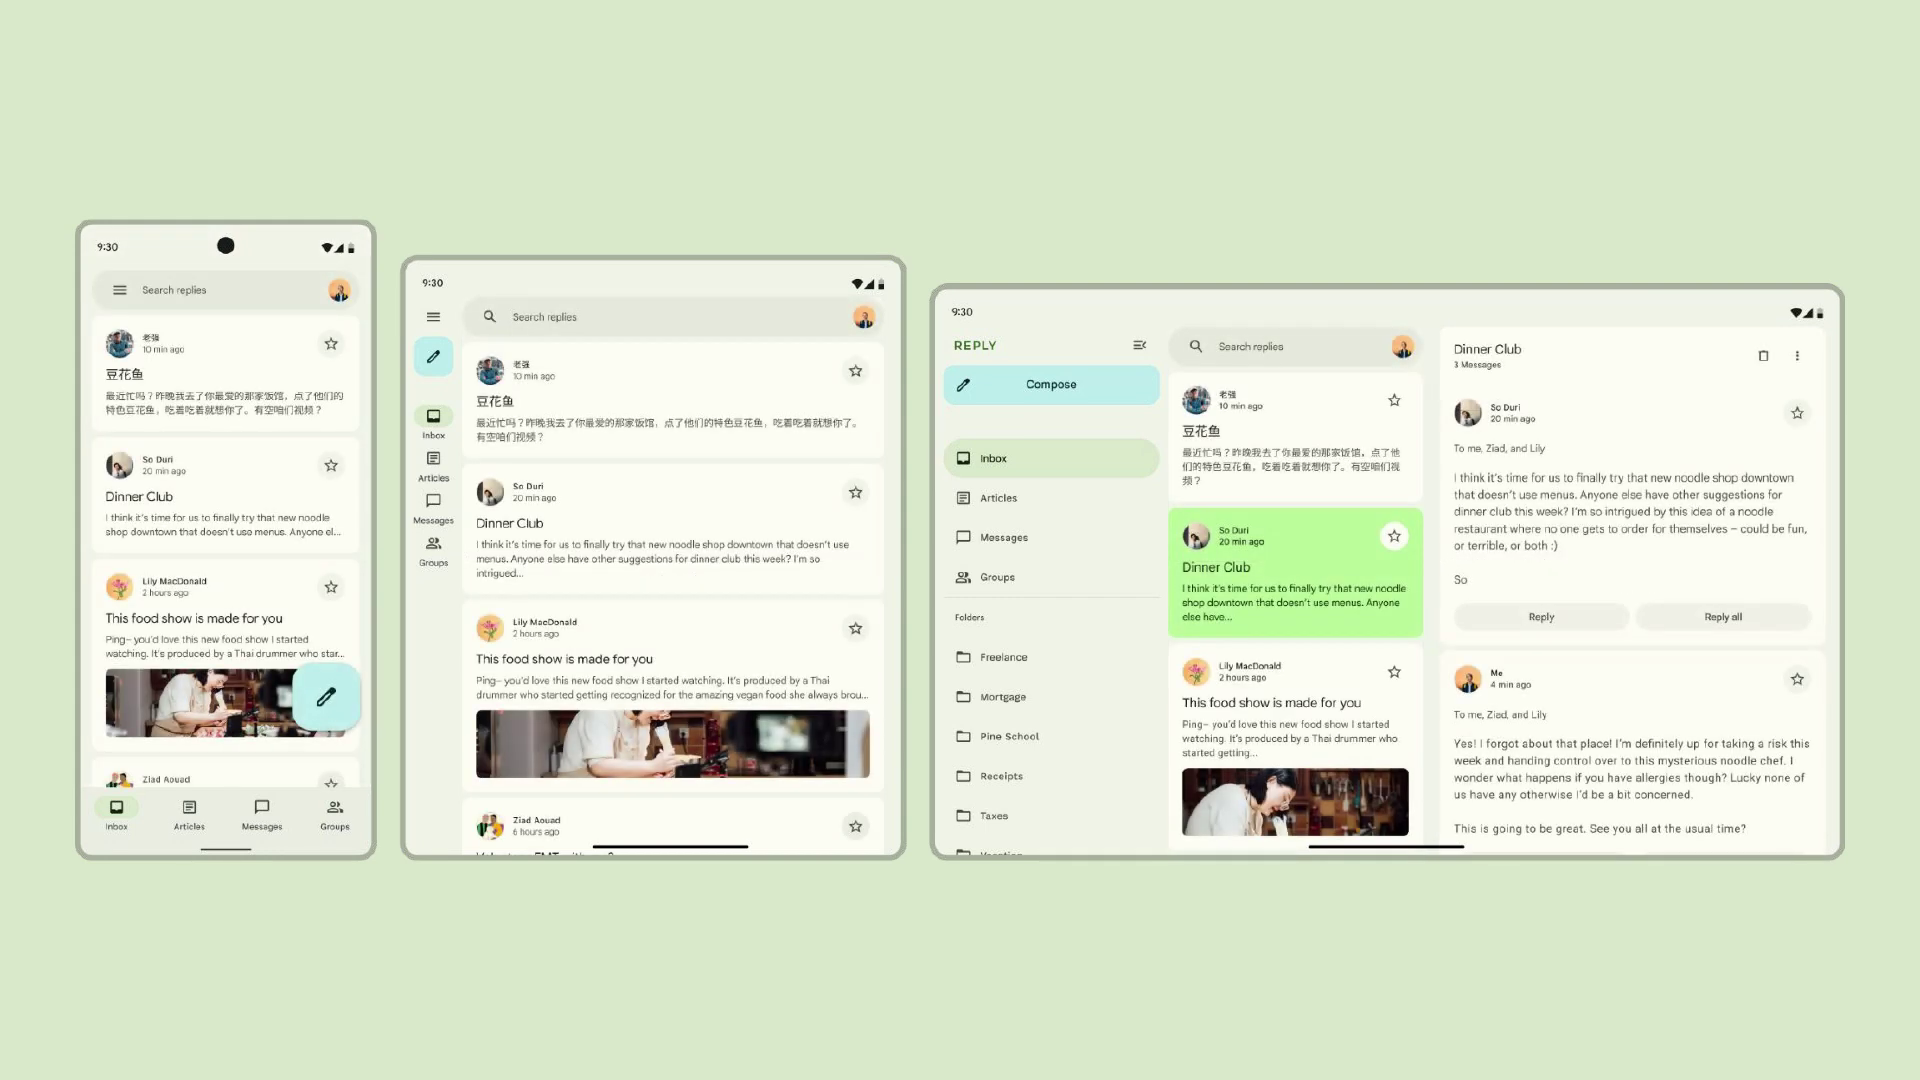 9:30
Search replies
老强
10 min ago
豆花鱼
最近忙吗？昨晚我去了你最爱的那家饭馆，点了他们的
特色豆花鱼，吃着吃着就想你了。有空咱们视频？
So Duri
20 min ago
Dinner Club
I think it's time for us to finally try that new noodle
shop downtown that doesn't use menus. Anyone el...
Lily MacDonald
2 hours ago
This food show is made for you
Ping– you'd love this new food show I started
watching. It's produced by a Thai drummer who star...
Ziad Aouad
Inbox
Articles
Messages
Groups
9:30
Search replies
Inbox
Articles
Messages
Groups
老强
10 min ago
豆花鱼
最近忙吗？昨晚我去了你最爱的那家饭馆，点了他们的特色豆花鱼，吃着吃着就想你了。
有空咱们视频？
So Duri
20 min ago
Dinner Club
I think it's time for us to finally try that new noodle shop downtown that doesn't use
menus. Anyone else have other suggestions for dinner club this week? I'm so
intrigued...
Lily MacDonald
2 hours ago
This food show is made for you
Ping– you'd love this new food show I started watching. It's produced by a Thai
drummer who started getting recognized for the amazing vegan food she always brou...
Ziad Aouad
6 hours ago
9:30
REPLY
Compose
Inbox
Articles
Messages
Groups
Folders
Freelance
Mortgage
Pine School
Receipts
Taxes
Search replies
老强
10 min ago
豆花鱼
最近忙吗？昨晚我去了你最爱的那家饭馆，点了他
们的特色豆花鱼，吃着吃着就想你了。有空咱们视
频？
So Duri
20 min ago
Dinner Club
I think it's time for us to finally try that new noodle
shop downtown that doesn't use menus. Anyone
else have...
Lily MacDonald
2 hours ago
This food show is made for you
Ping– you'd love this new food show I started
watching. It's produced by a Thai drummer who
started getting...
Dinner Club
3 Messages
So Duri
20 min ago
To me, Ziad, and Lily
I think it's time for us to finally try that new noodle shop downtown
that doesn't use menus. Anyone else have other suggestions for
dinner club this week? I'm so intrigued by this idea of a noodle
restaurant where no one gets to order for themselves – could be fun,
or terrible, or both :)
So
Reply
Reply all
Me
4 min ago
To me, Ziad, and Lily
Yes! I forgot about that place! I'm definitely up for taking a risk this
week and handing control over to this mysterious noodle chef. I
wonder what happens if you have allergies though? Lucky none of
us have any otherwise I'd be a bit concerned.
This is going to be great. See you all at the usual time?